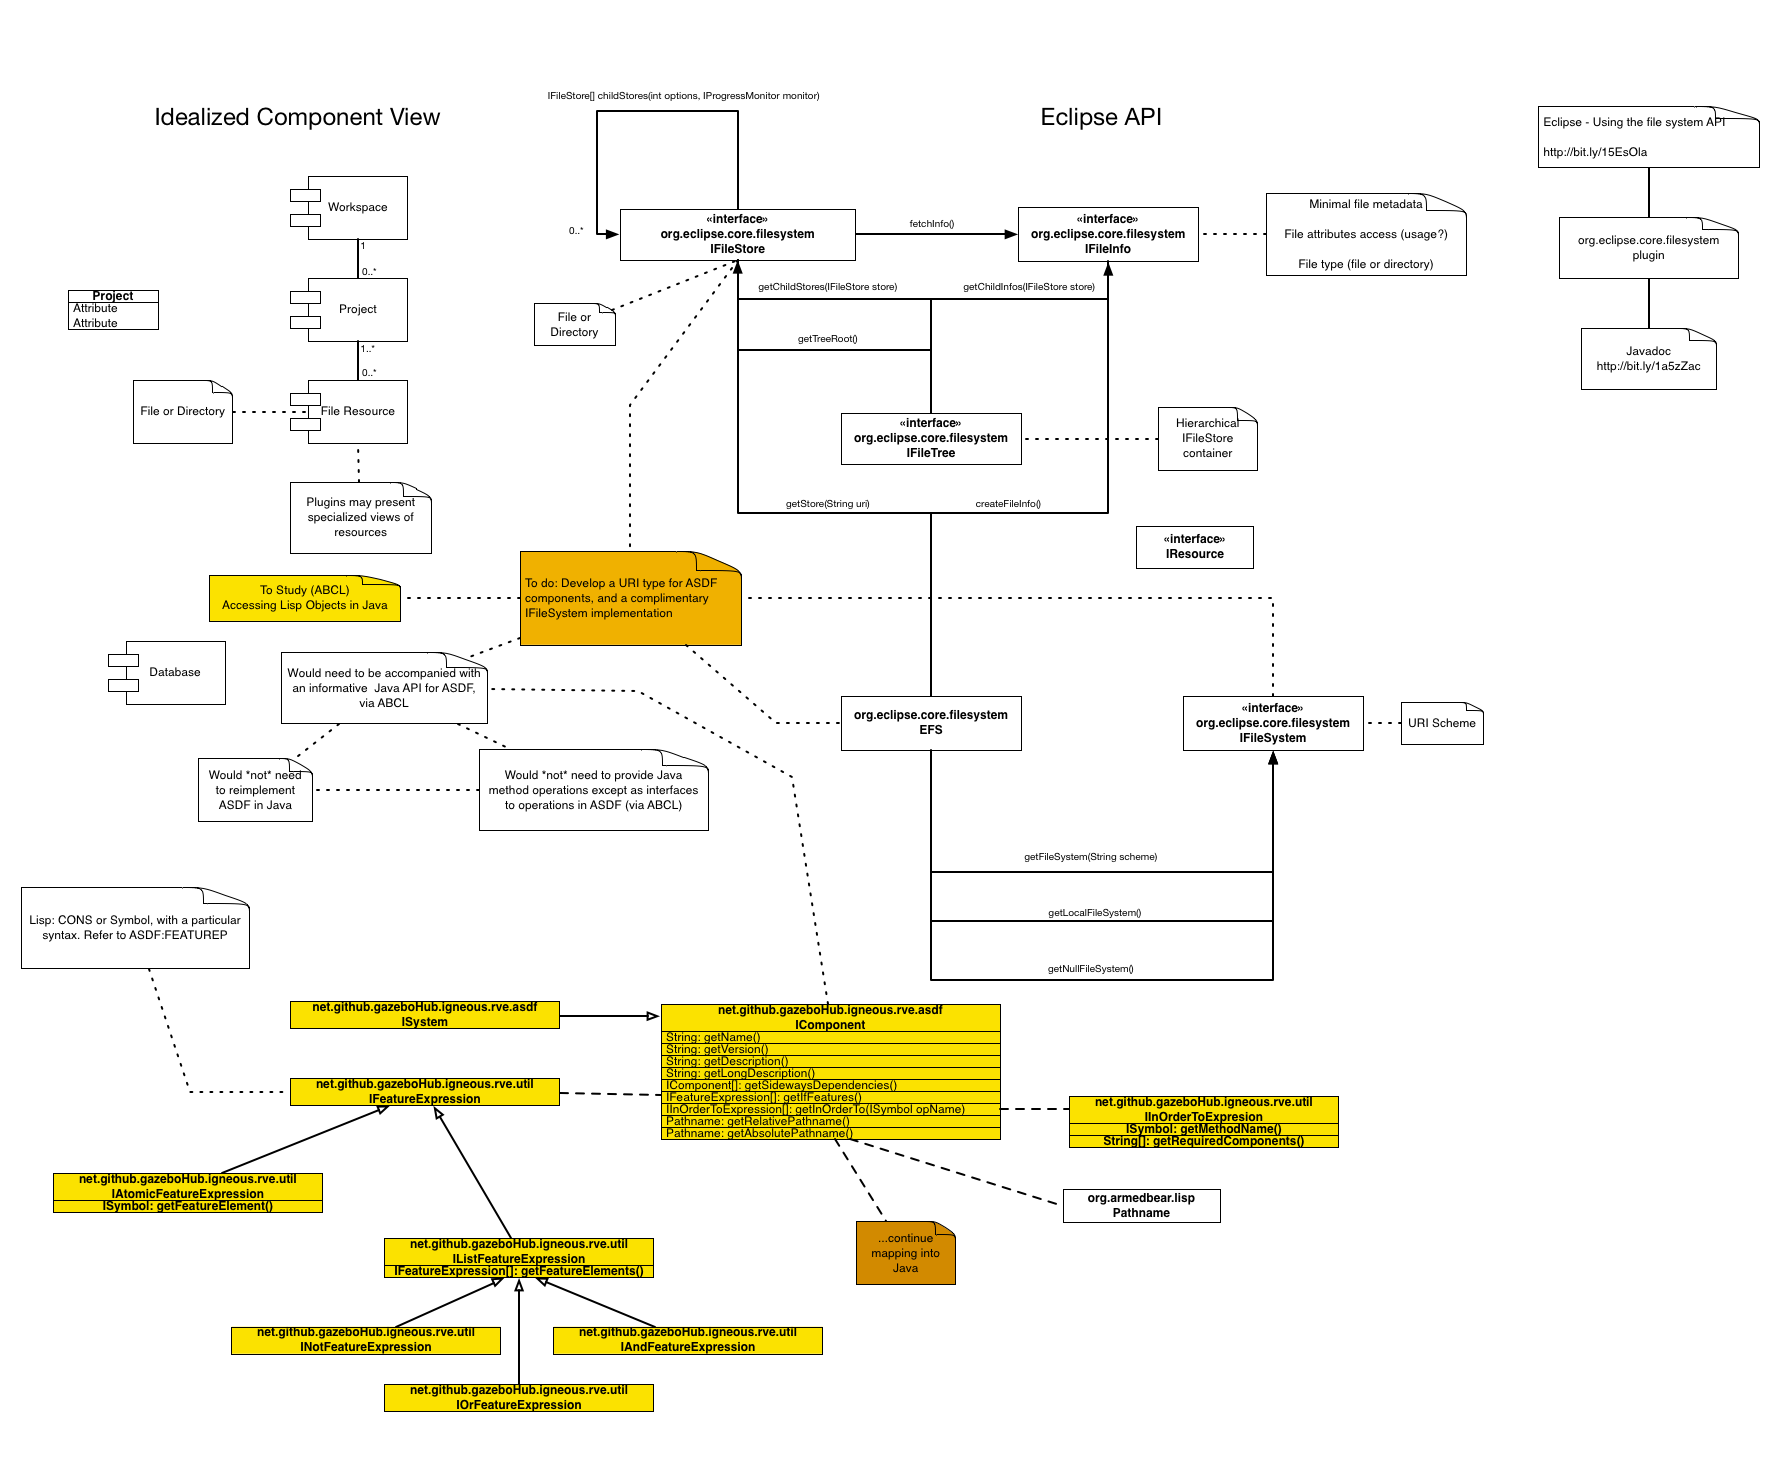 IFileStore[] childStores(int options, IProgressMonitor monitor)
Idealized Component View
Eclipse API
Eclipse - Using the file system API
http://bit.ly/15EsOla
Workspace
1
0..*
Project
Attribute
Attribute
Project
1..*
0..*
File or Directory
File Resource
Plugins may present
specialized views of
resources
0..*
«interface»
org.eclipse.core.filesystem
IFileStore
fetchInfo()
«interface»
org.eclipse.core.filesystem
IFileInfo
Minimal file metadata
File attributes access (usage?)
File type (file or directory)
org.eclipse.core.filesystem
plugin
Javadoc
http://bit.ly/1a5zZac
getChildStores(IFileStore store)
getChildInfos(IFileStore store)
File or
Directory
getTreeRoot()
«interface»
org.eclipse.core.filesystem
IFileTree
Hierarchical
IFileStore
container
getStore(String uri)
createFileInfo()
«interface»
IResource
To Study (ABCL)
Accessing Lisp Objects in Java
To do: Develop a URI type for ASDF
components, and a complimentary
IFileSystem implementation
Database
Would need to be accompanied with
an informative  Java API for ASDF,
via ABCL
Would *not* need
to reimplement
ASDF in Java
Would *not* need to provide Java
method operations except as interfaces
to operations in ASDF (via ABCL)
org.eclipse.core.filesystem
EFS
«interface»
org.eclipse.core.filesystem
IFileSystem
URI Scheme
getFileSystem(String scheme)
getLocalFileSystem()
getNullFileSystem()
Lisp: CONS or Symbol, with a particular
syntax. Refer to ASDF:FEATUREP
net.github.gazeboHub.igneous.rve.asdf
ISystem
net.github.gazeboHub.igneous.rve.asdf
IComponent
String: getName()
String: getVersion()
String: getDescription()
String: getLongDescription()
IComponent[]: getSidewaysDependencies()
IFeatureExpression[]: getIfFeatures()
IInOrderToExpression[]: getInOrderTo(ISymbol opName)
Pathname: getRelativePathname()
Pathname: getAbsolutePathname()
net.github.gazeboHub.igneous.rve.util
IFeatureExpression
net.github.gazeboHub.igneous.rve.util
IInOrderToExpresion
ISymbol: getMethodName()
String[]: getRequiredComponents()
net.github.gazeboHub.igneous.rve.util
IAtomicFeatureExpression
ISymbol: getFeatureElement()
org.armedbear.lisp
Pathname
...continue
mapping into
Java
net.github.gazeboHub.igneous.rve.util
IListFeatureExpression
IFeatureExpression[]: getFeatureElements()
net.github.gazeboHub.igneous.rve.util
INotFeatureExpression
net.github.gazeboHub.igneous.rve.util
IAndFeatureExpression
net.github.gazeboHub.igneous.rve.util
IOrFeatureExpression